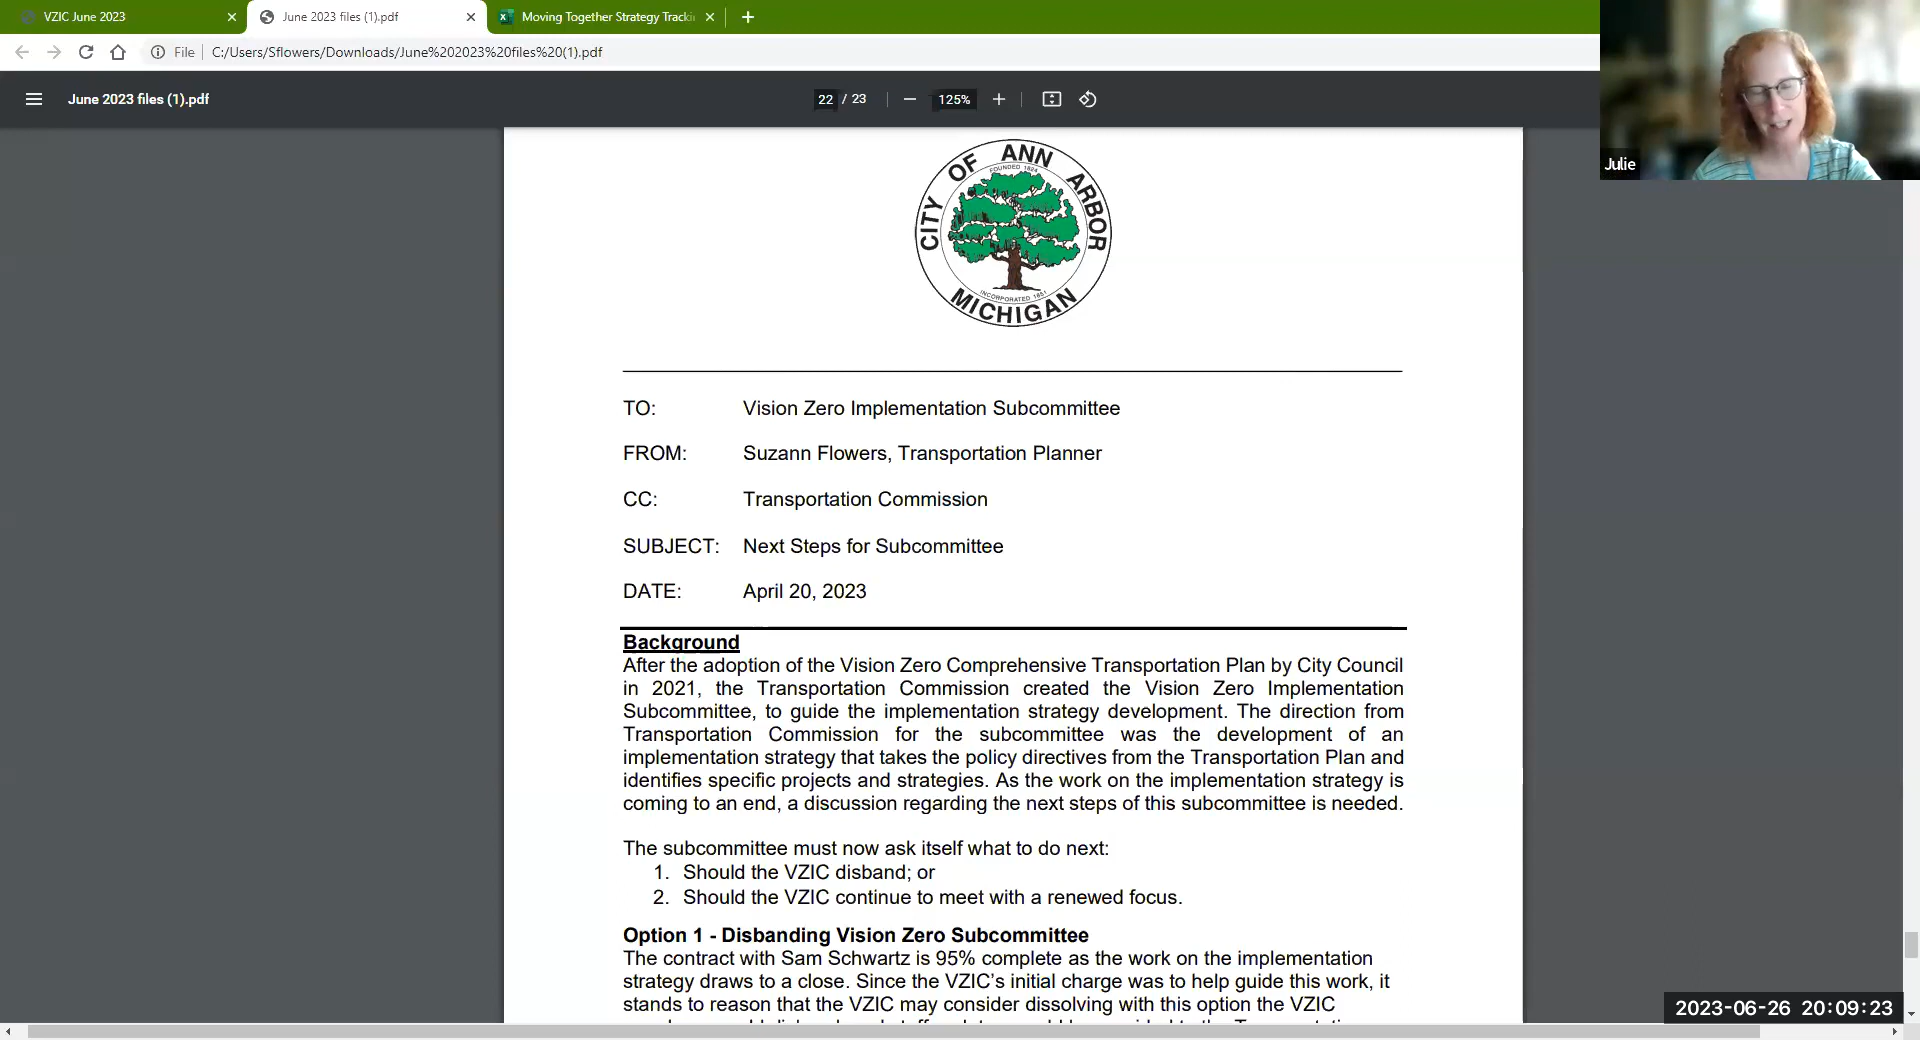 VZIC June 2023
June 2023 files (1).pdf
Moving Together Strategy Tracki
File
C:/Users/Sflowers/Downloads/June%202023%20files%20(1).pdf
June 2023 files (1).pdf
22 / 23
125%
Julie
CITY OF ANN ARBOR
FOUNDED 1824
INCORPORATED 1851
MICHIGAN
TO: Vision Zero Implementation Subcommittee
FROM: Suzann Flowers, Transportation Planner
CC: Transportation Commission
SUBJECT: Next Steps for Subcommittee
DATE: April 20, 2023
Background
After the adoption of the Vision Zero Comprehensive Transportation Plan by City Council
in 2021, the Transportation Commission created the Vision Zero Implementation
Subcommittee, to guide the implementation strategy development. The direction from
Transportation Commission for the subcommittee was the development of an
implementation strategy that takes the policy directives from the Transportation Plan and
identifies specific projects and strategies. As the work on the implementation strategy is
coming to an end, a discussion regarding the next steps of this subcommittee is needed.
The subcommittee must now ask itself what to do next:
1. Should the VZIC disband; or
2. Should the VZIC continue to meet with a renewed focus.
Option 1 - Disbanding Vision Zero Subcommittee
The contract with Sam Schwartz is 95% complete as the work on the implementation
strategy draws to a close. Since the VZIC's initial charge was to help guide this work, it
stands to reason that the VZIC may consider dissolving with this option the VZIC
2023-06-26 20:09:23